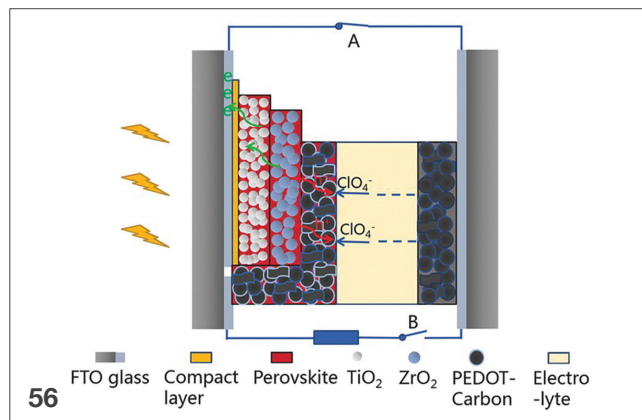 A
e
e
e
ClO₄⁻
ClO₄⁻
B
FTO glass
Compact
layer
Perovskite
TiO₂
ZrO₂
PEDOT-
Carbon
Electro
-lyte
56